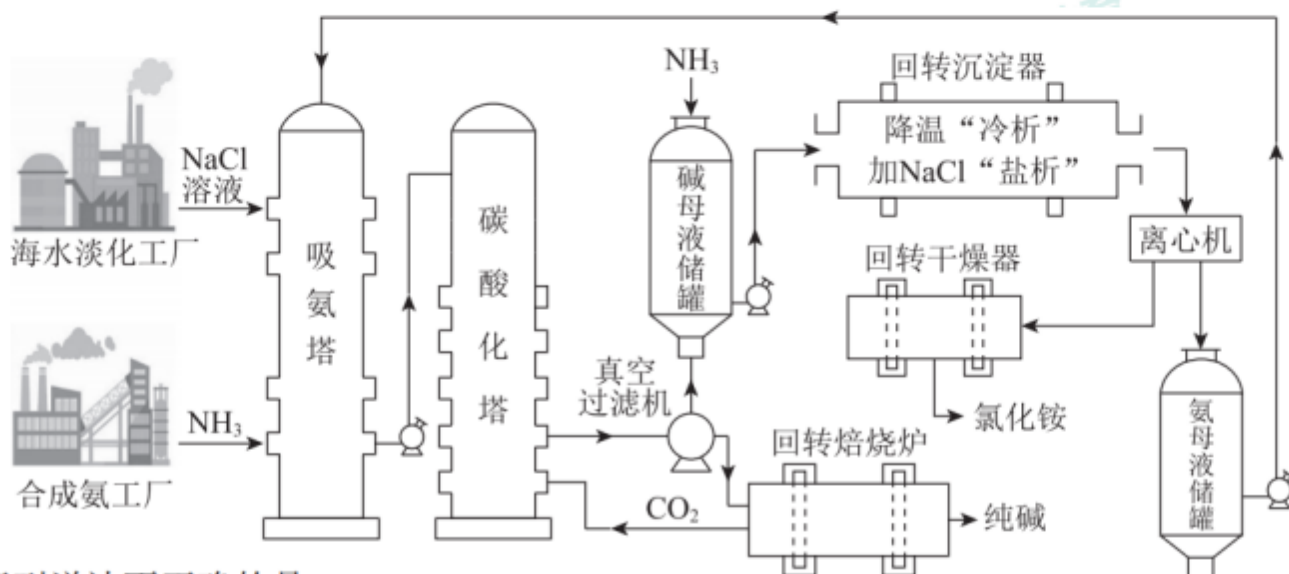 NaCl
溶液
海水淡化工厂
NH₃
合成氨工厂
吸氨塔
碳酸化塔
NH₃
碱母液储罐
回转沉淀器
降温“冷析”
加NaCl“盐析”
离心机
回转干燥器
氯化铵
真空
过滤机
回转焙烧炉
CO₂
纯碱
氨母液储罐